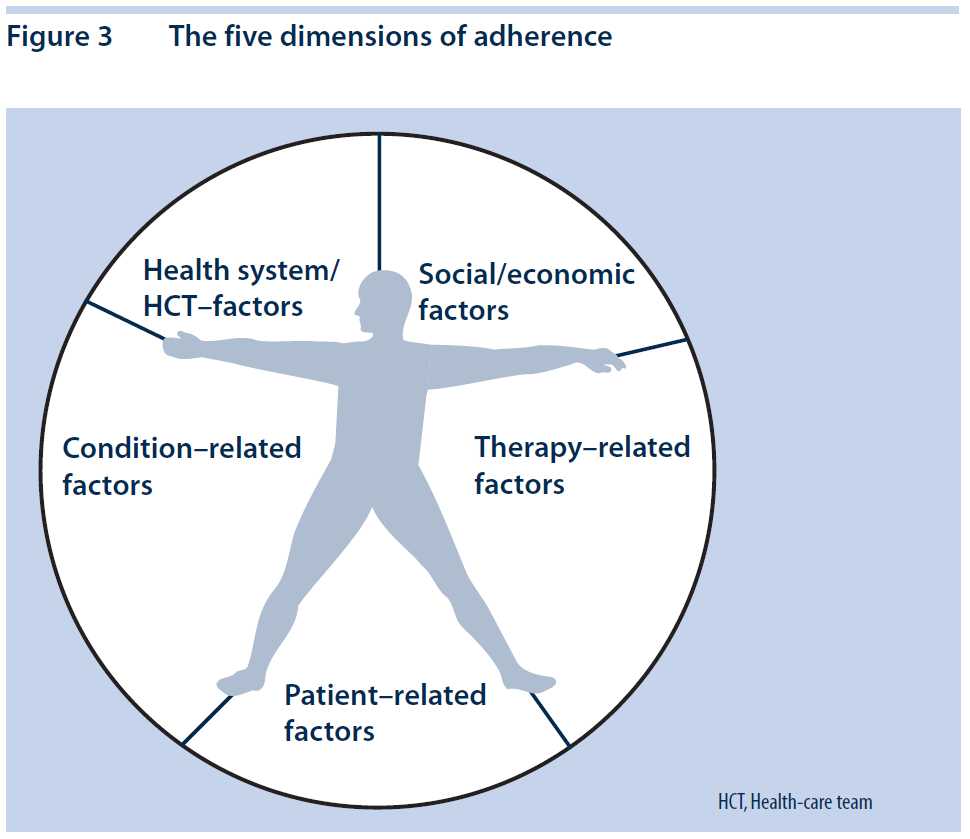 Figure 3 The five dimensions of adherence
Health system/
HCT–factors
Social/economic
factors
Condition–related
factors
Therapy–related
factors
Patient–related
factors
HCT, Health-care team